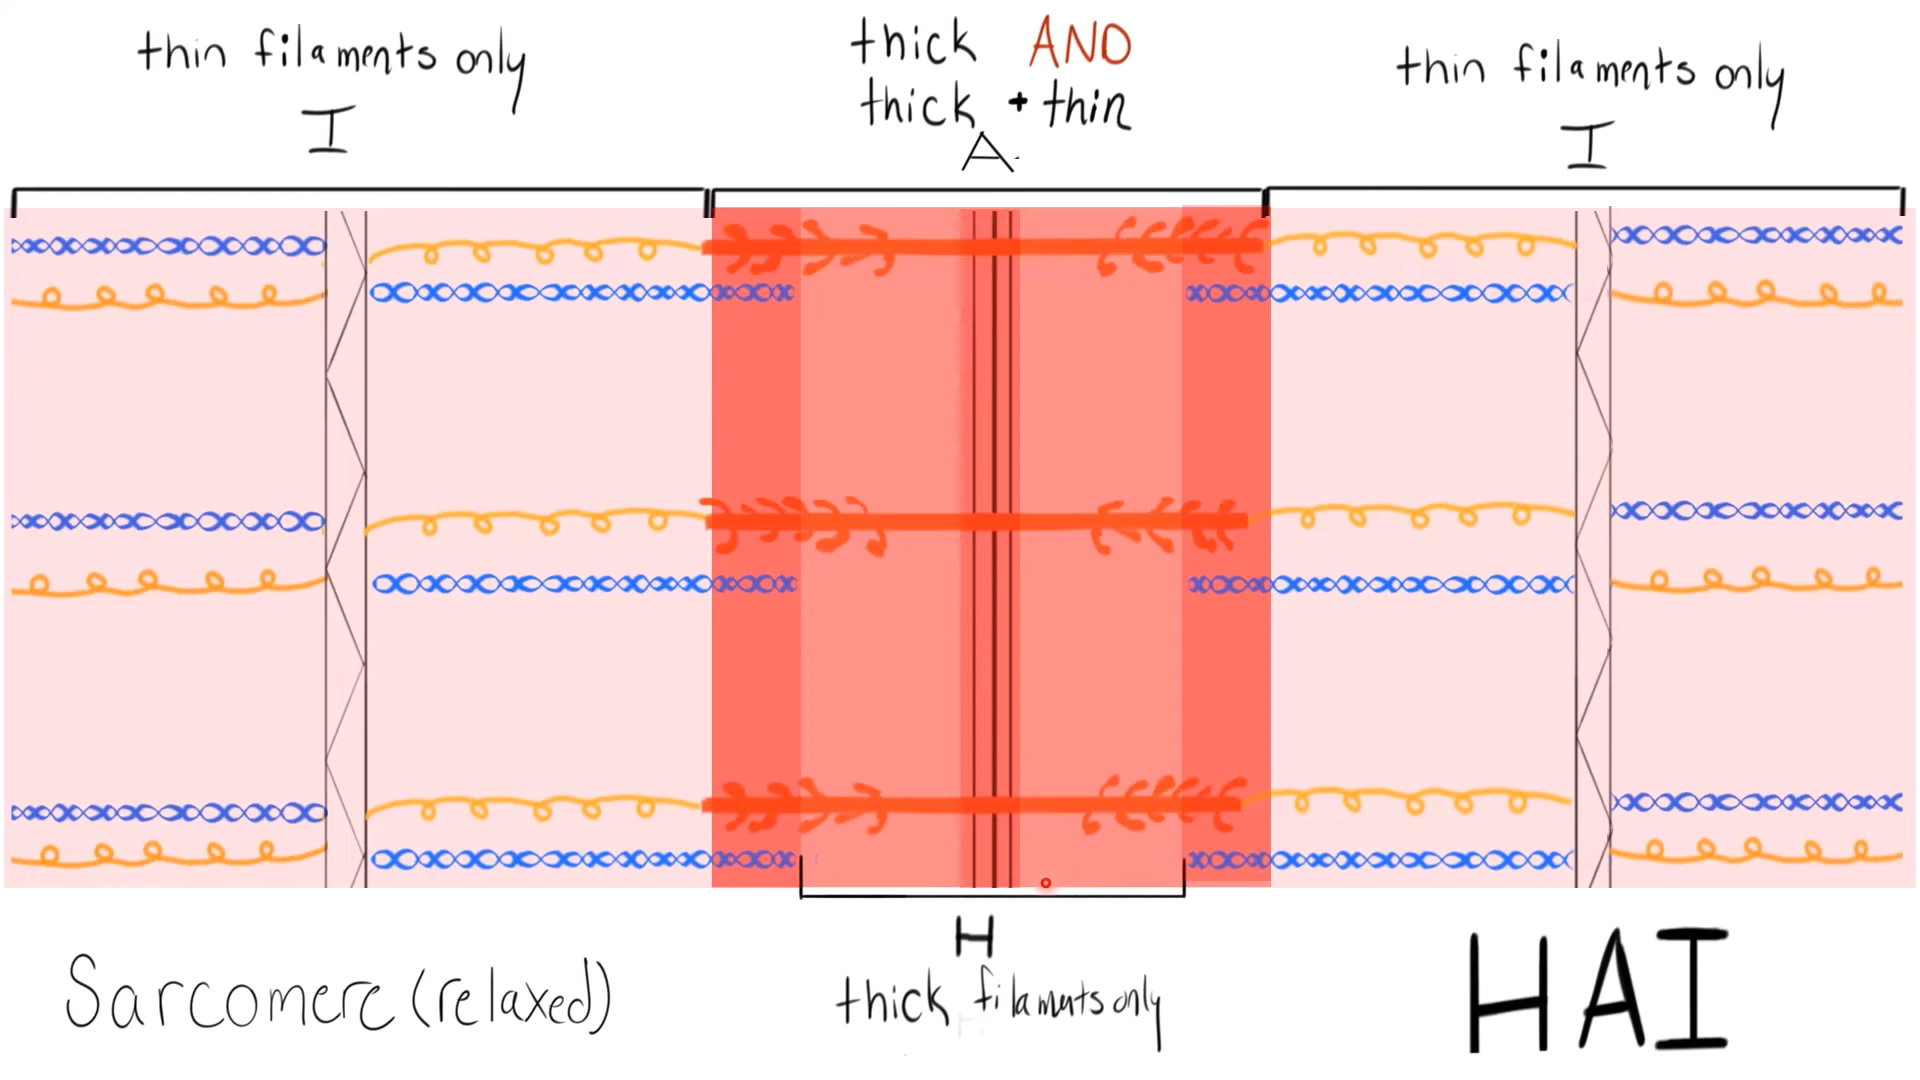 thin filaments only
I
thick AND
thick + thin
A
thin filaments only
I
H
thick filaments only
Sarcomere (relaxed)
HAI